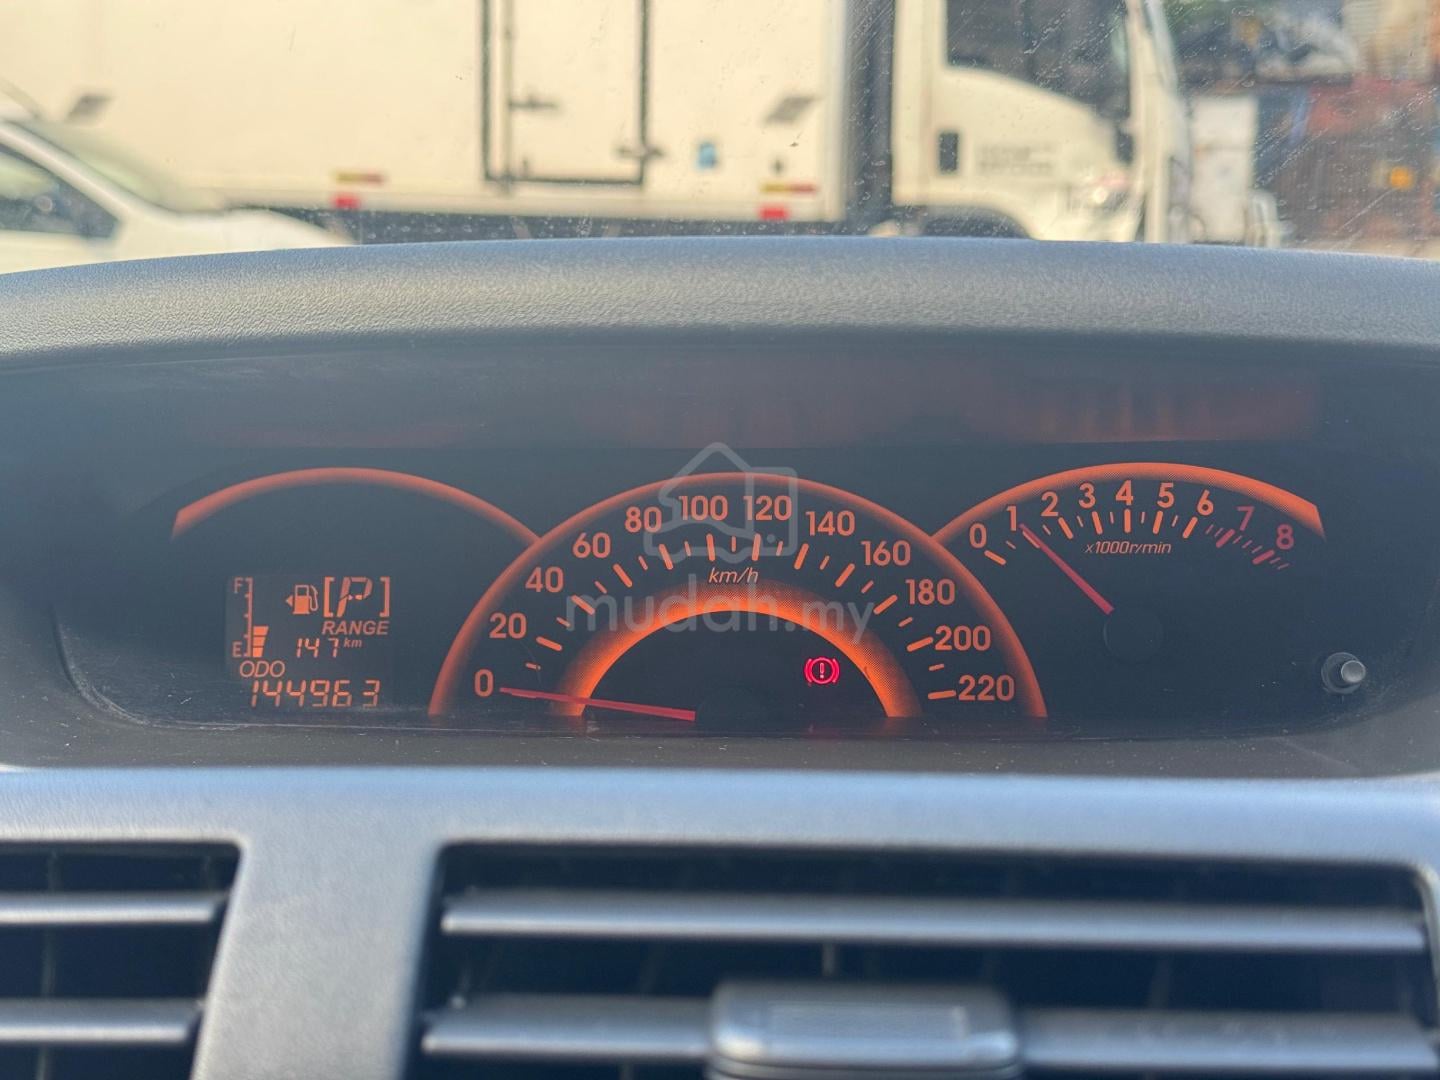 F
[P]
RANGE
E 147 km
ODO
144963
0 20 40 60 80 100 120 140 160 180 200 220
km/h
0 1 2 3 4 5 6 7 8
x1000r/min
mudah.my